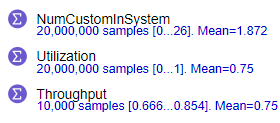 NumCustomInSystem
20,000,000 samples [0...26]. Mean=1.872
Utilization
20,000,000 samples [0...1]. Mean=0.75
Throughput
10,000 samples [0.666...0.854]. Mean=0.75